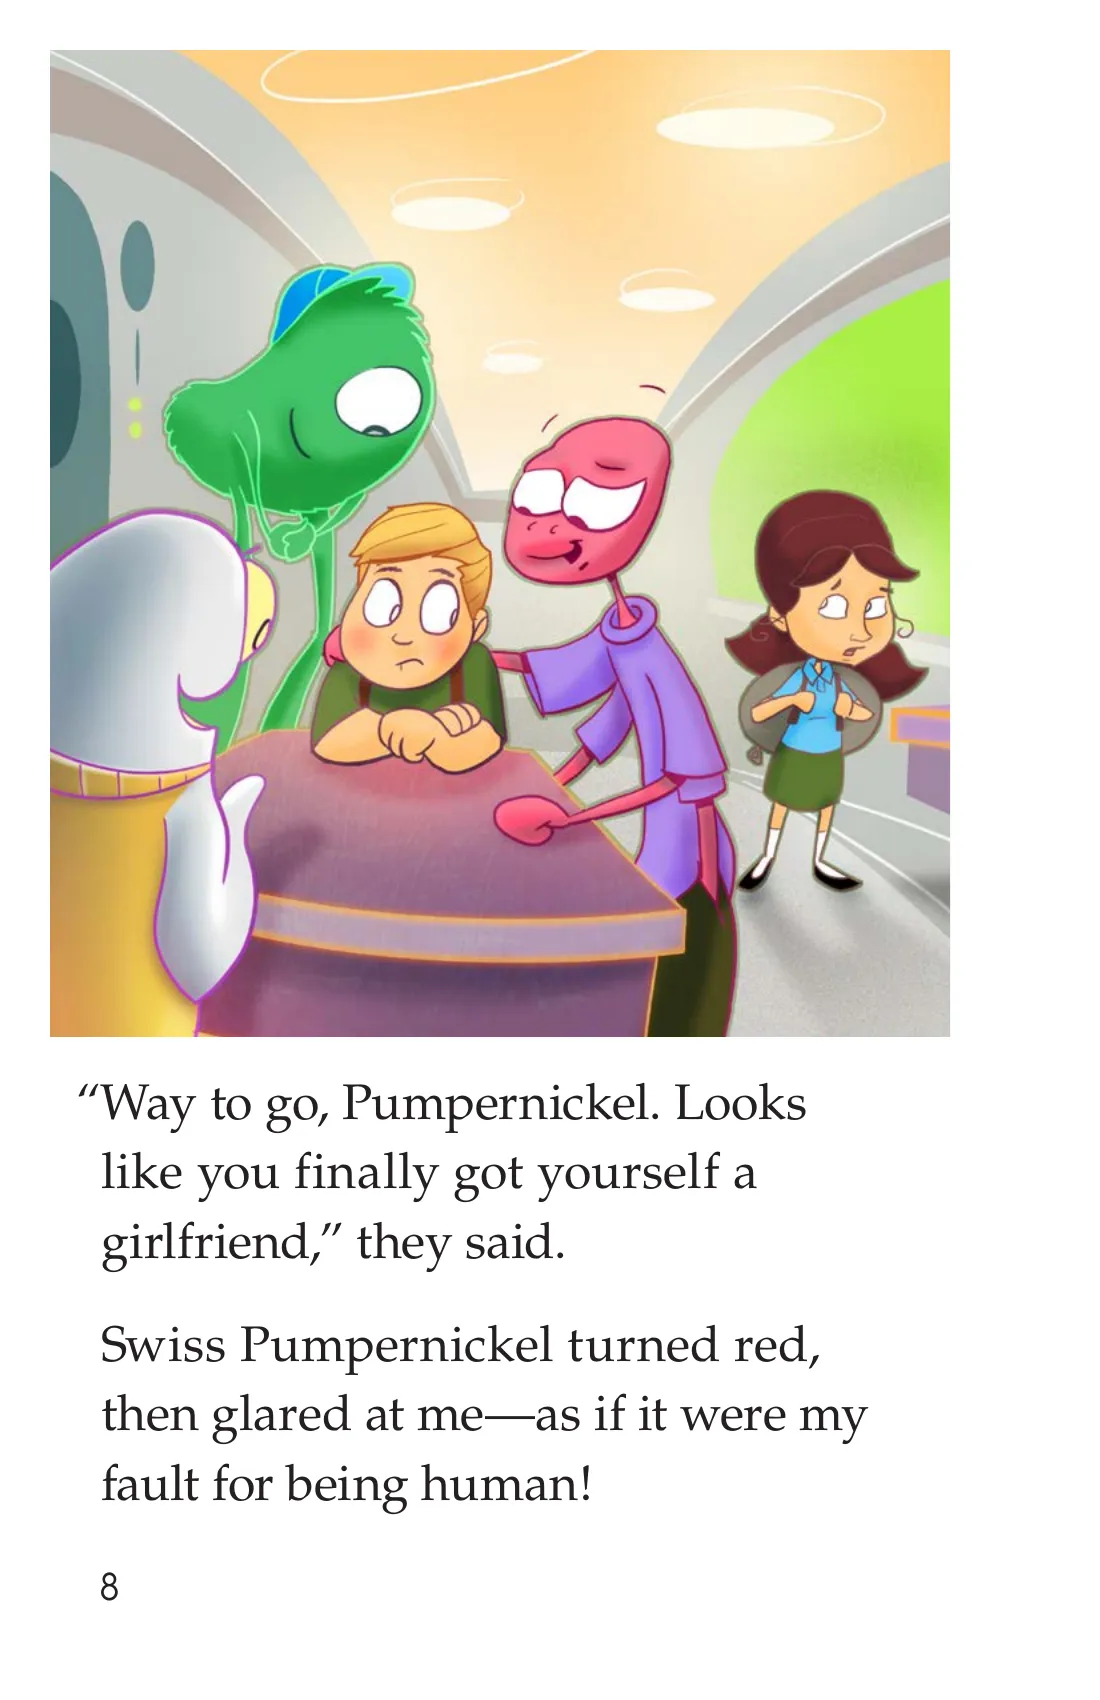 “Way to go, Pumpernickel. Looks
like you finally got yourself a
girlfriend,” they said.
Swiss Pumpernickel turned red,
then glared at me—as if it were my
fault for being human!
8